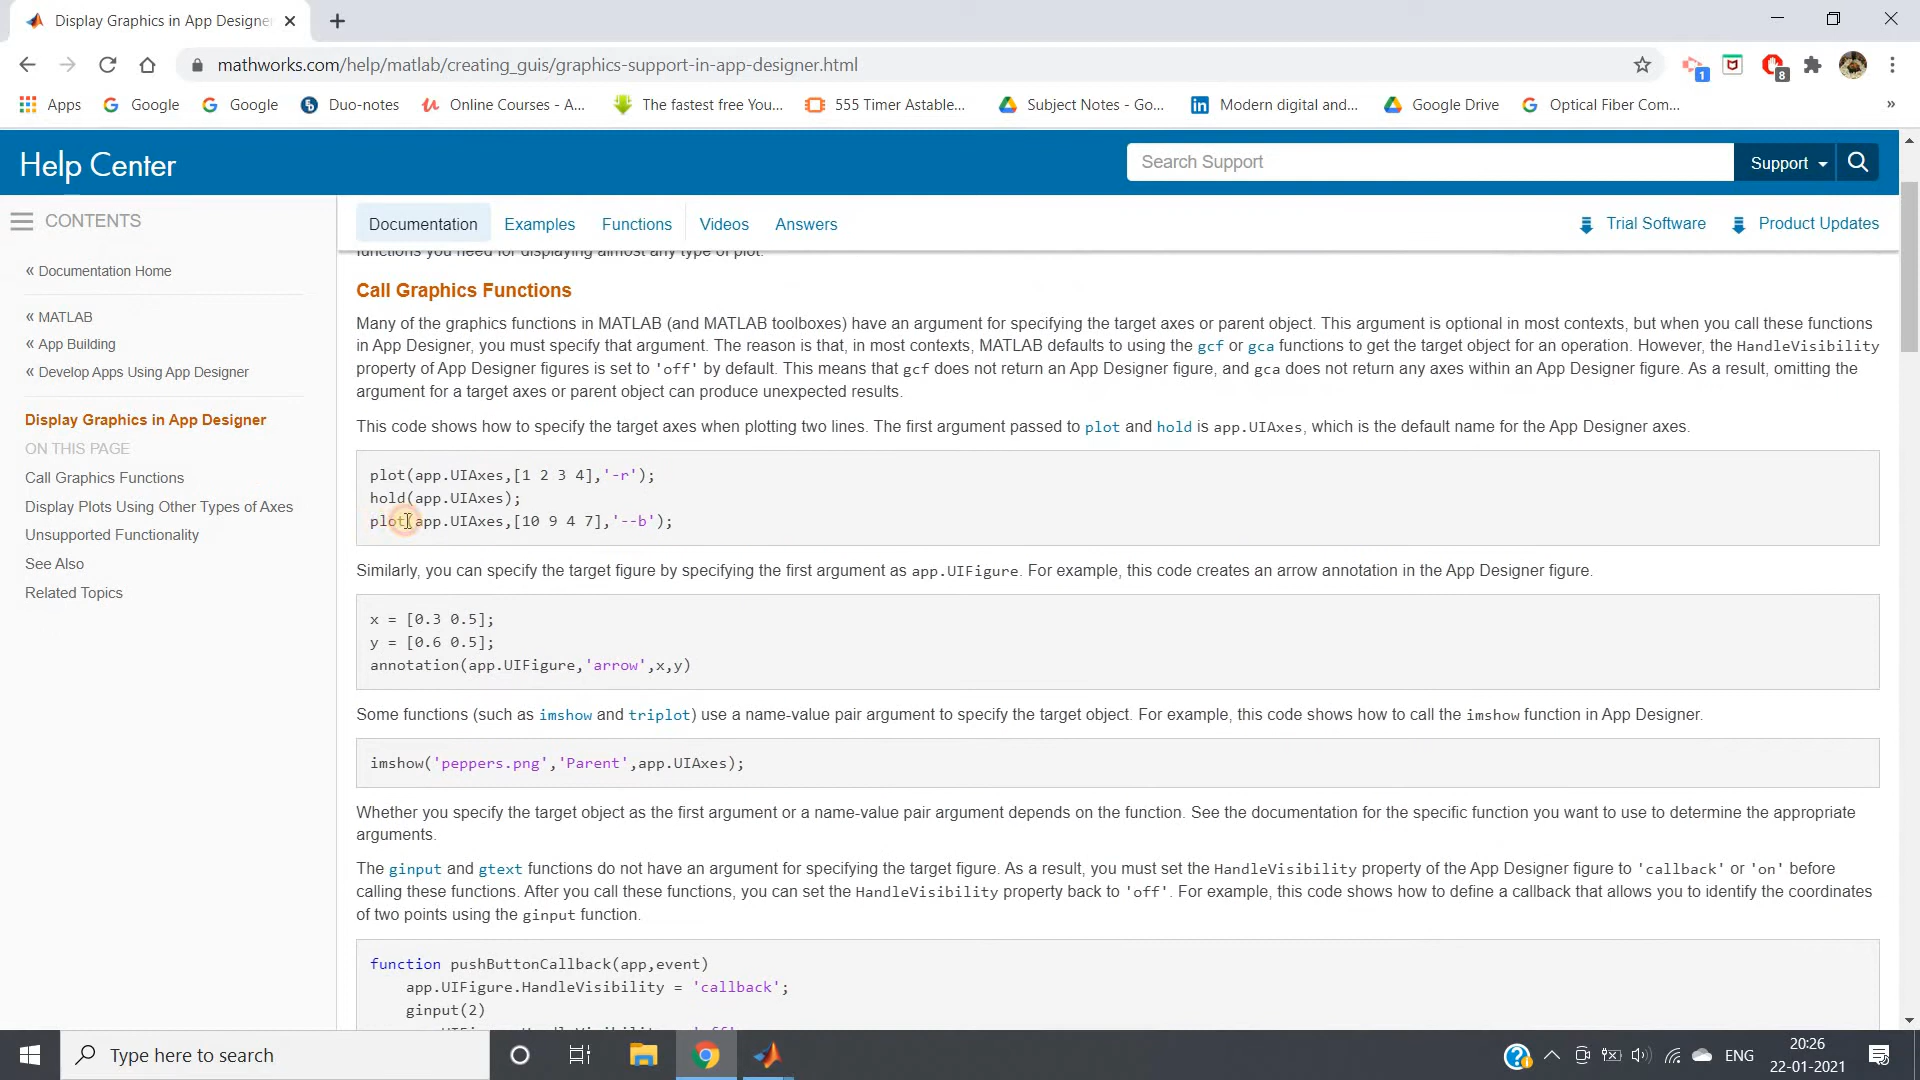 Display Graphics in App Designer
mathworks.com/help/matlab/creating_guis/graphics-support-in-app-designer.html
1
8
Apps
Google
Google
Duo-notes
Online Courses - A...
The fastest free You...
555 Timer Astable...
Subject Notes - Go...
Modern digital and...
Google Drive
Optical Fiber Com...
»
Help Center
Search Support
Support
CONTENTS
Documentation
Examples
Functions
Videos
Answers
Trial Software
Product Updates
« Documentation Home
« MATLAB
« App Building
« Develop Apps Using App Designer
Display Graphics in App Designer
ON THIS PAGE
Call Graphics Functions
Display Plots Using Other Types of Axes
Unsupported Functionality
See Also
Related Topics
functions you need for displaying almost any type of plot.
Call Graphics Functions
Many of the graphics functions in MATLAB (and MATLAB toolboxes) have an argument for specifying the target axes or parent object. This argument is optional in most contexts, but when you call these functions
in App Designer, you must specify that argument. The reason is that, in most contexts, MATLAB defaults to using the gcf or gca functions to get the target object for an operation. However, the HandleVisibility
property of App Designer figures is set to 'off' by default. This means that gcf does not return an App Designer figure, and gca does not return any axes within an App Designer figure. As a result, omitting the
argument for a target axes or parent object can produce unexpected results.
This code shows how to specify the target axes when plotting two lines. The first argument passed to plot and hold is app.UIAxes, which is the default name for the App Designer axes.
plot(app.UIAxes,[1 2 3 4],'-r');
hold(app.UIAxes);
plot(app.UIAxes,[10 9 4 7],'--b');
Similarly, you can specify the target figure by specifying the first argument as app.UIFigure. For example, this code creates an arrow annotation in the App Designer figure.
x = [0.3 0.5];
y = [0.6 0.5];
annotation(app.UIFigure,'arrow',x,y)
Some functions (such as imshow and triplot) use a name-value pair argument to specify the target object. For example, this code shows how to call the imshow function in App Designer.
imshow('peppers.png','Parent',app.UIAxes);
Whether you specify the target object as the first argument or a name-value pair argument depends on the function. See the documentation for the specific function you want to use to determine the appropriate
arguments.
The ginput and gtext functions do not have an argument for specifying the target figure. As a result, you must set the HandleVisibility property of the App Designer figure to 'callback' or 'on' before
calling these functions. After you call these functions, you can set the HandleVisibility property back to 'off'. For example, this code shows how to define a callback that allows you to identify the coordinates
of two points using the ginput function.
function pushButtonCallback(app,event)
app.UIFigure.HandleVisibility = 'callback';
ginput(2)
Type here to search
ENG
20:26
22-01-2021